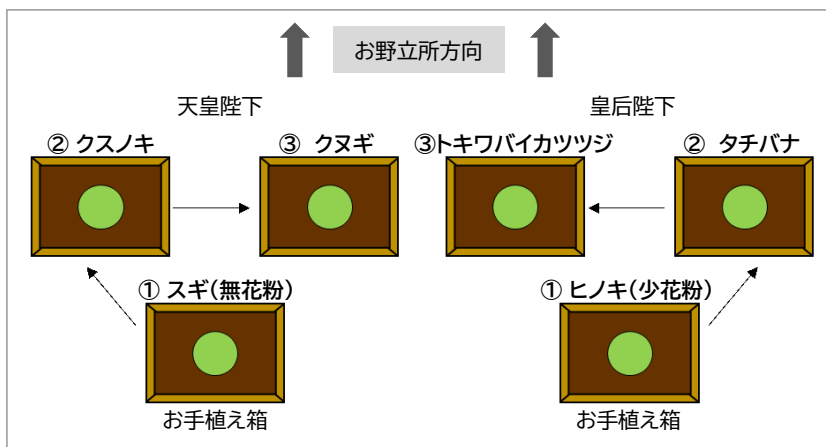 お野立所方向
天皇陛下
皇后陛下
② クスノキ
③ クヌギ
③トキワバイカツツジ
② タチバナ
① スギ(無花粉)
① ヒノキ(少花粉)
お手植え箱
お手植え箱